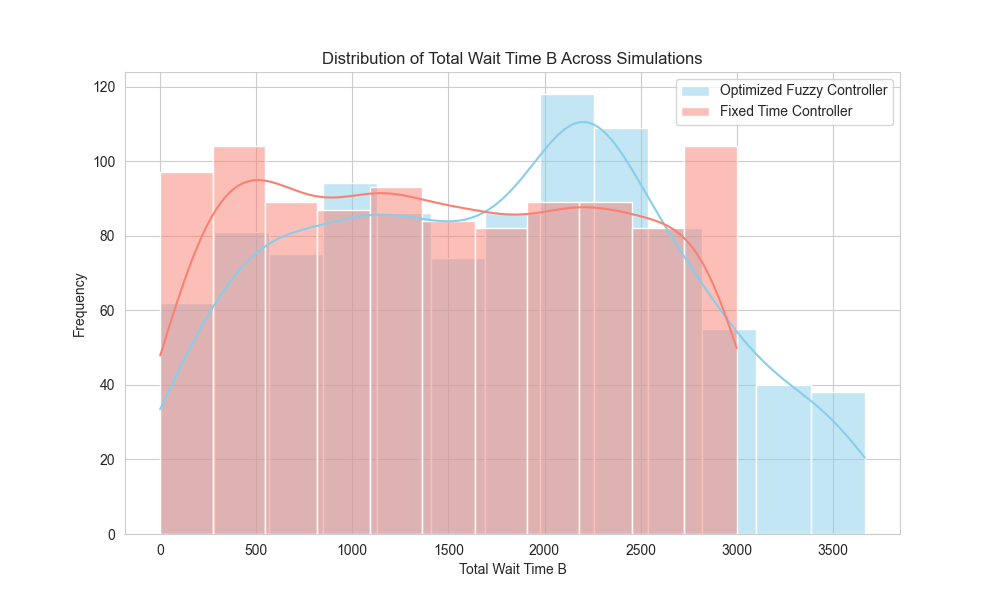 Distribution of Total Wait Time B Across Simulations
Optimized Fuzzy Controller
Fixed Time Controller
120
100
80
60
40
20
0
Frequency
0 500 1000 1500 2000 2500 3000 3500
Total Wait Time B